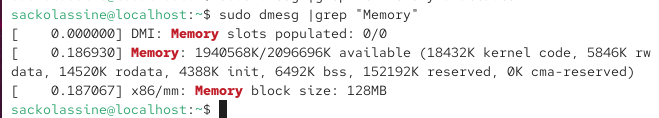 sackolassine@localhost:~$ sudo dmesg |grep "Memory"
[    0.000000] DMI: Memory slots populated: 0/0
[    0.186930] Memory: 1940568K/2096696K available (18432K kernel code, 5846K rw
data, 14520K rodata, 4388K init, 6492K bss, 152192K reserved, 0K cma-reserved)
[    0.187067] x86/mm: Memory block size: 128MB
sackolassine@localhost:~$